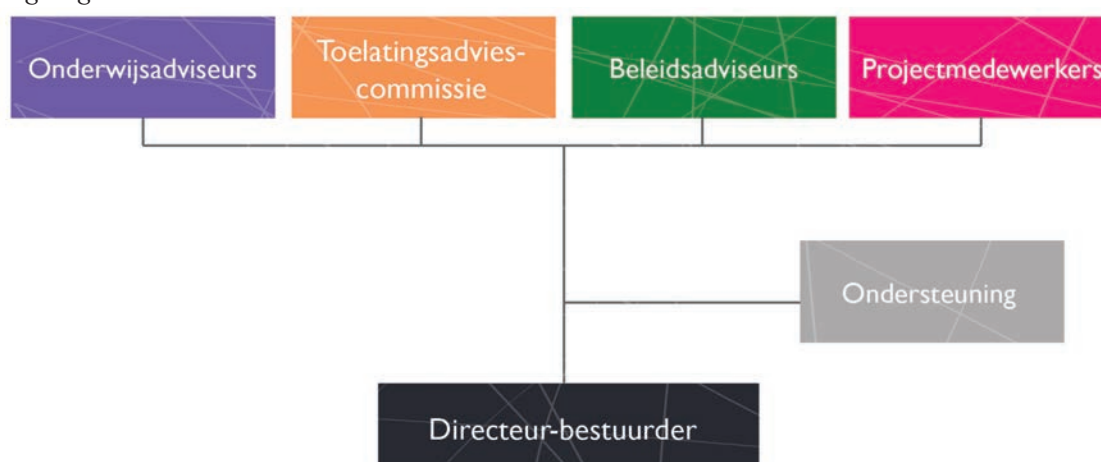 Onderwijsadviseurs
Toelatingsadvies-
commissie
Beleidsadviseurs
Projectmedewerkers
Ondersteuning
Directeur-bestuurder